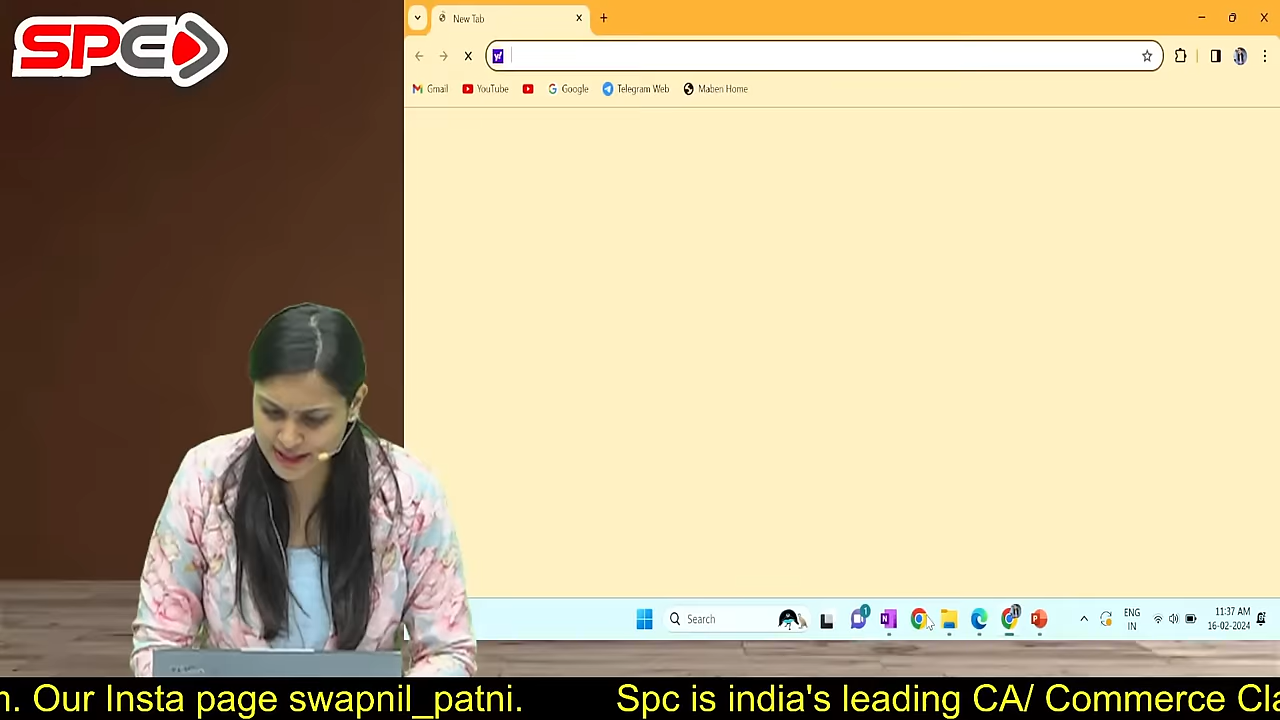 SPC
New Tab
Gmail YouTube Google Telegram Web Maben Home
Search
ENG
IN
11:37 AM
16-02-2024
Our Insta page swapnil_patni. Spc is india's leading CA/ Commerce